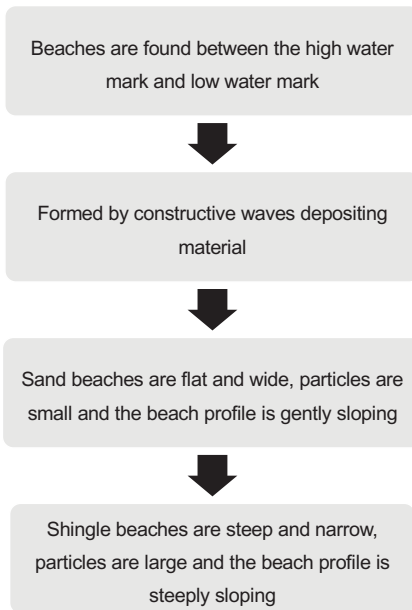 Beaches are found between the high water
mark and low water mark
Formed by constructive waves depositing
material
Sand beaches are flat and wide, particles are
small and the beach profile is gently sloping
Shingle beaches are steep and narrow,
particles are large and the beach profile is
steeply sloping